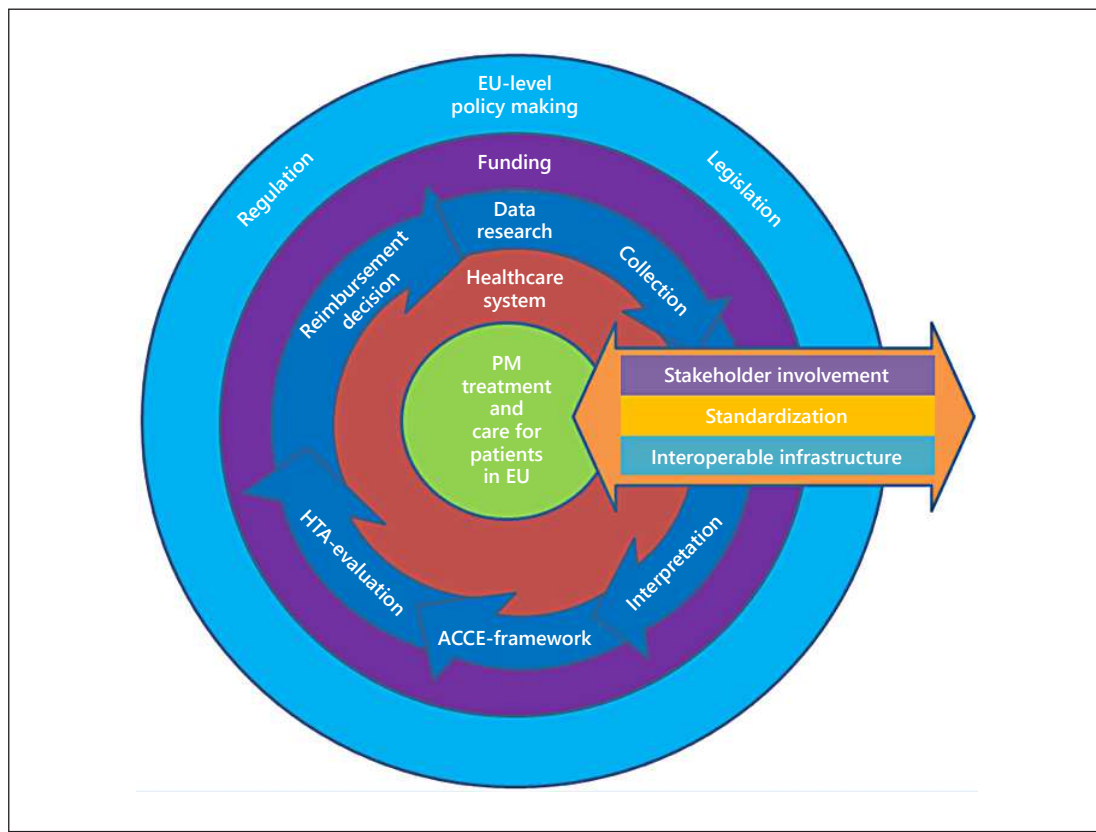 EU-level
policy making
Regulation
Legislation
Funding
Data
research
Collection
Reimbursement
decision
Healthcare
system
PM
treatment
and
care for
patients
in EU
Stakeholder involvement
Standardization
Interoperable infrastructure
Interpretation
HTA-evaluation
ACCE-framework